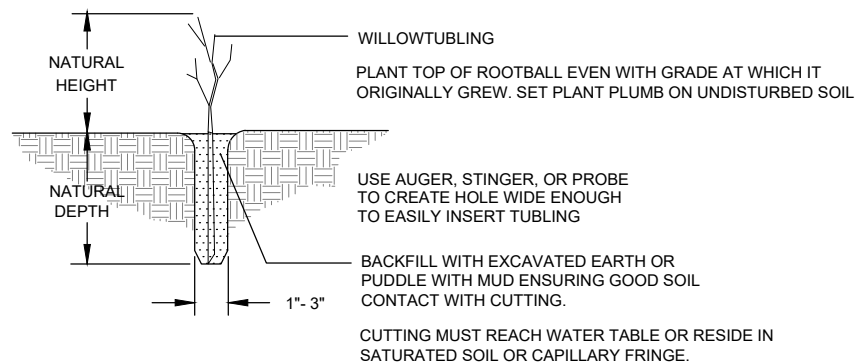 NATURAL
HEIGHT
NATURAL
DEPTH
1"- 3"
WILLOWTUBLING
PLANT TOP OF ROOTBALL EVEN WITH GRADE AT WHICH IT
ORIGINALLY GREW. SET PLANT PLUMB ON UNDISTURBED SOIL
USE AUGER, STINGER, OR PROBE
TO CREATE HOLE WIDE ENOUGH
TO EASILY INSERT TUBLING
BACKFILL WITH EXCAVATED EARTH OR
PUDDLE WITH MUD ENSURING GOOD SOIL
CONTACT WITH CUTTING.
CUTTING MUST REACH WATER TABLE OR RESIDE IN
SATURATED SOIL OR CAPILLARY FRINGE.